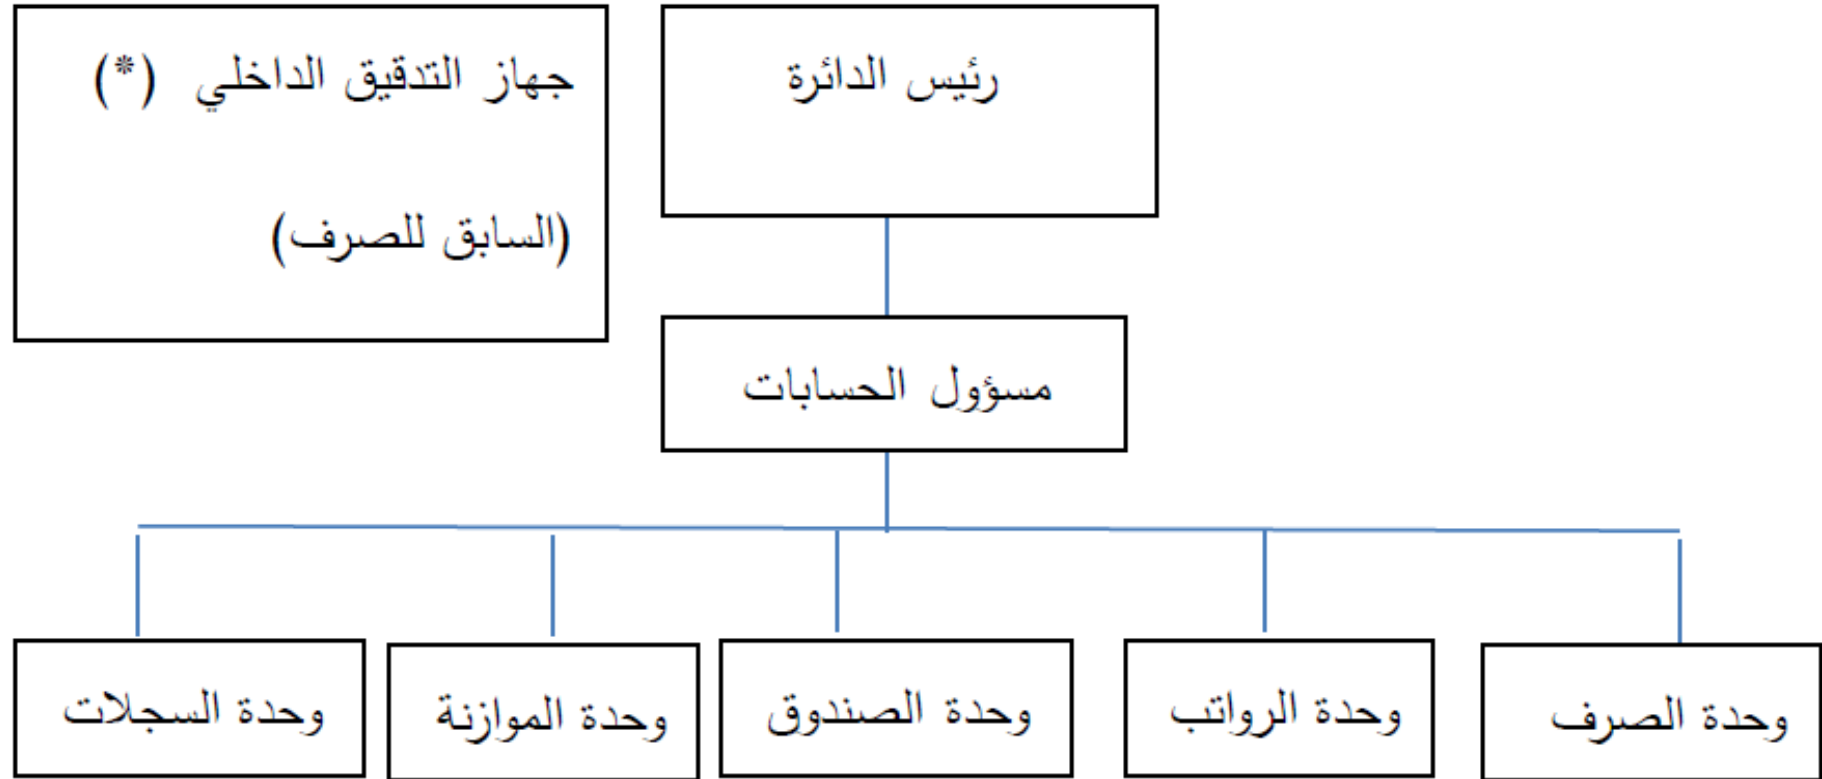 رئيس الدائرة
جهاز التدقيق الداخلي (*)
(السابق للصرف)
مسؤول الحسابات
وحدة الصرف
وحدة الرواتب
وحدة الصندوق
وحدة الموازنة
وحدة السجلات